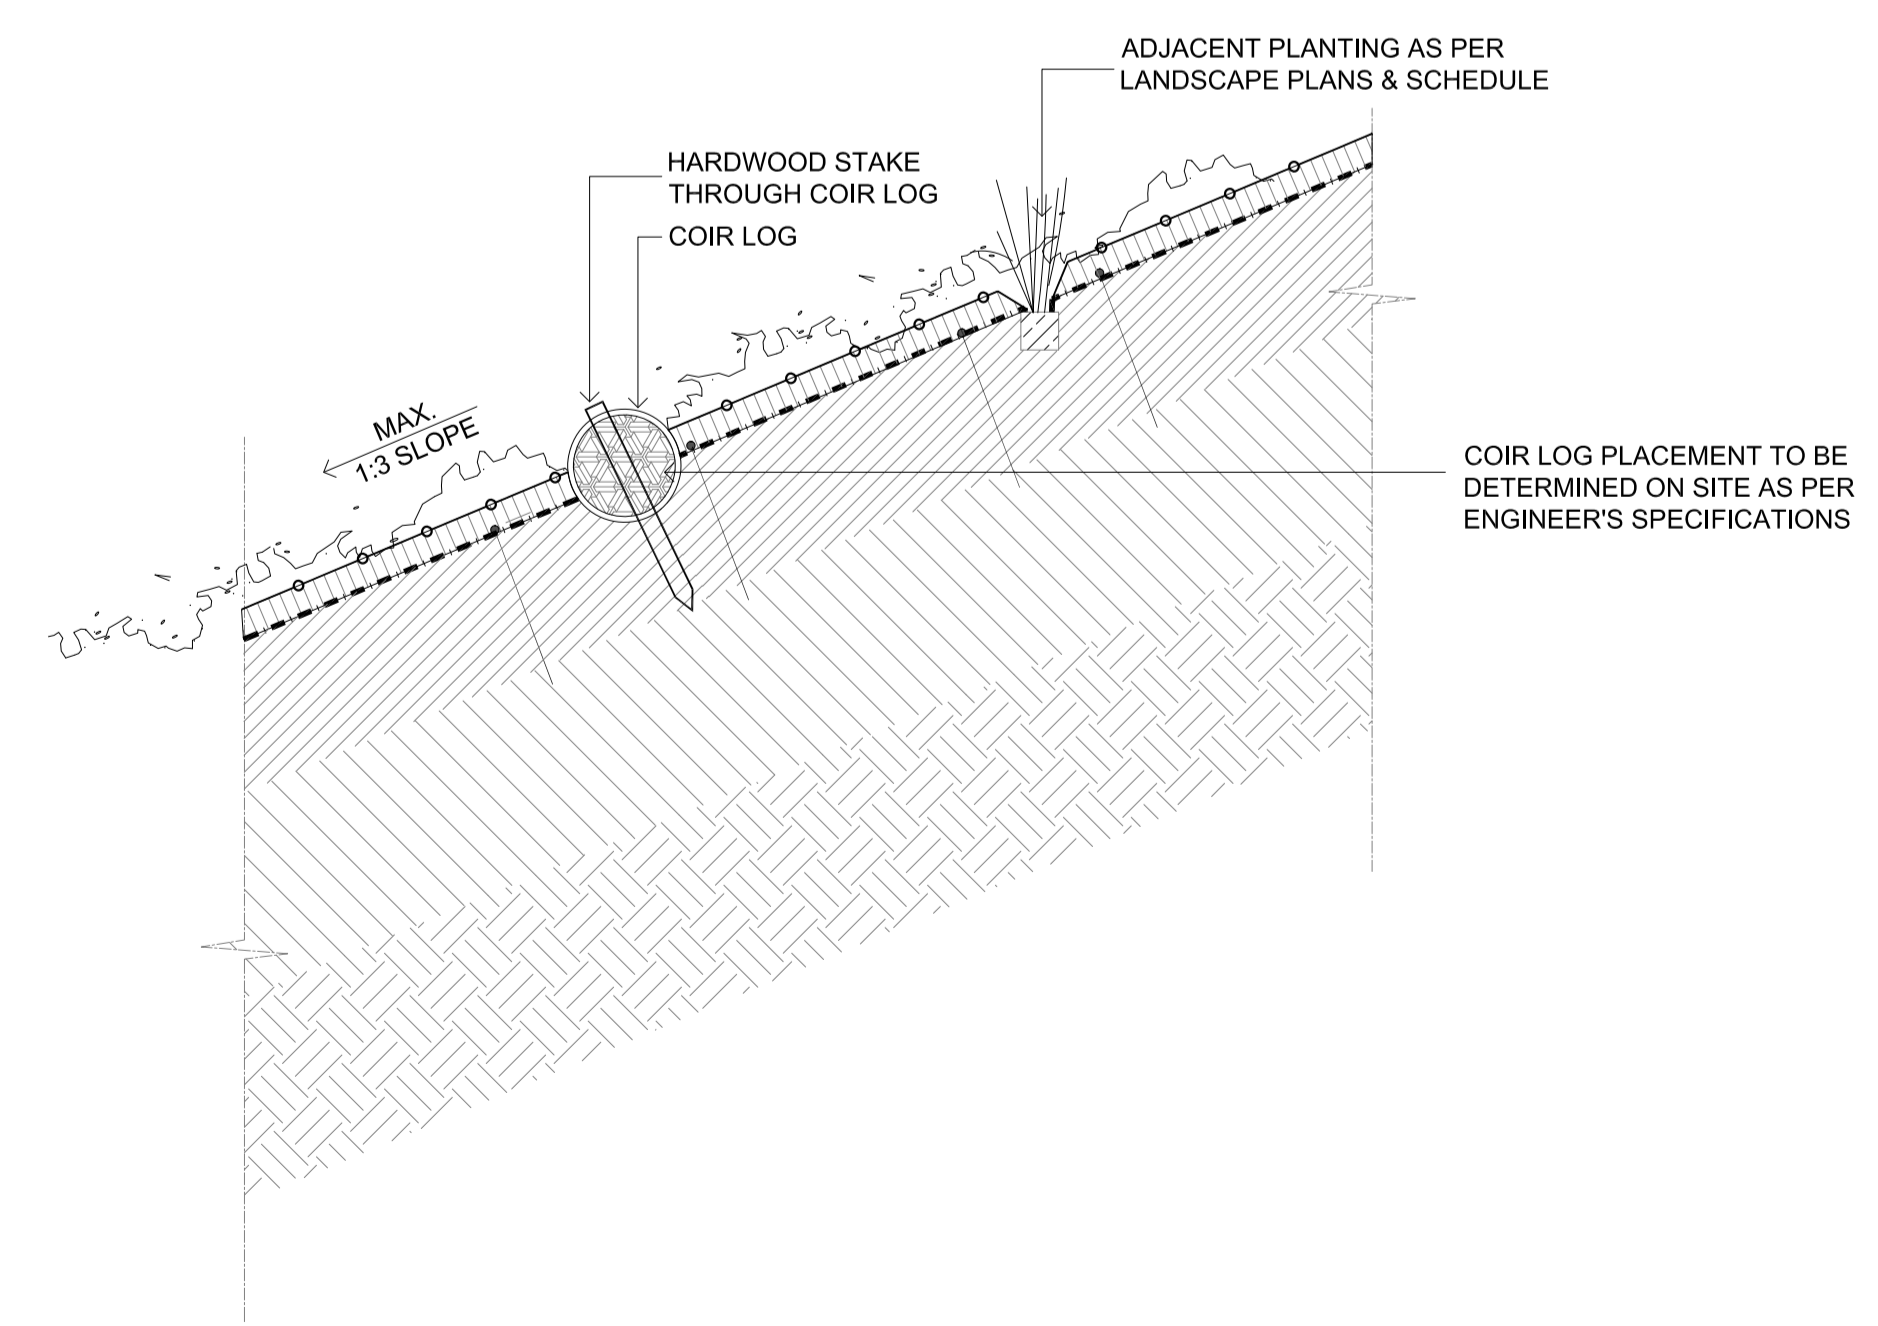 ADJACENT PLANTING AS PER
LANDSCAPE PLANS & SCHEDULE
HARDWOOD STAKE
THROUGH COIR LOG
COIR LOG
MAX.
1:3 SLOPE
COIR LOG PLACEMENT TO BE
DETERMINED ON SITE AS PER
ENGINEER'S SPECIFICATIONS